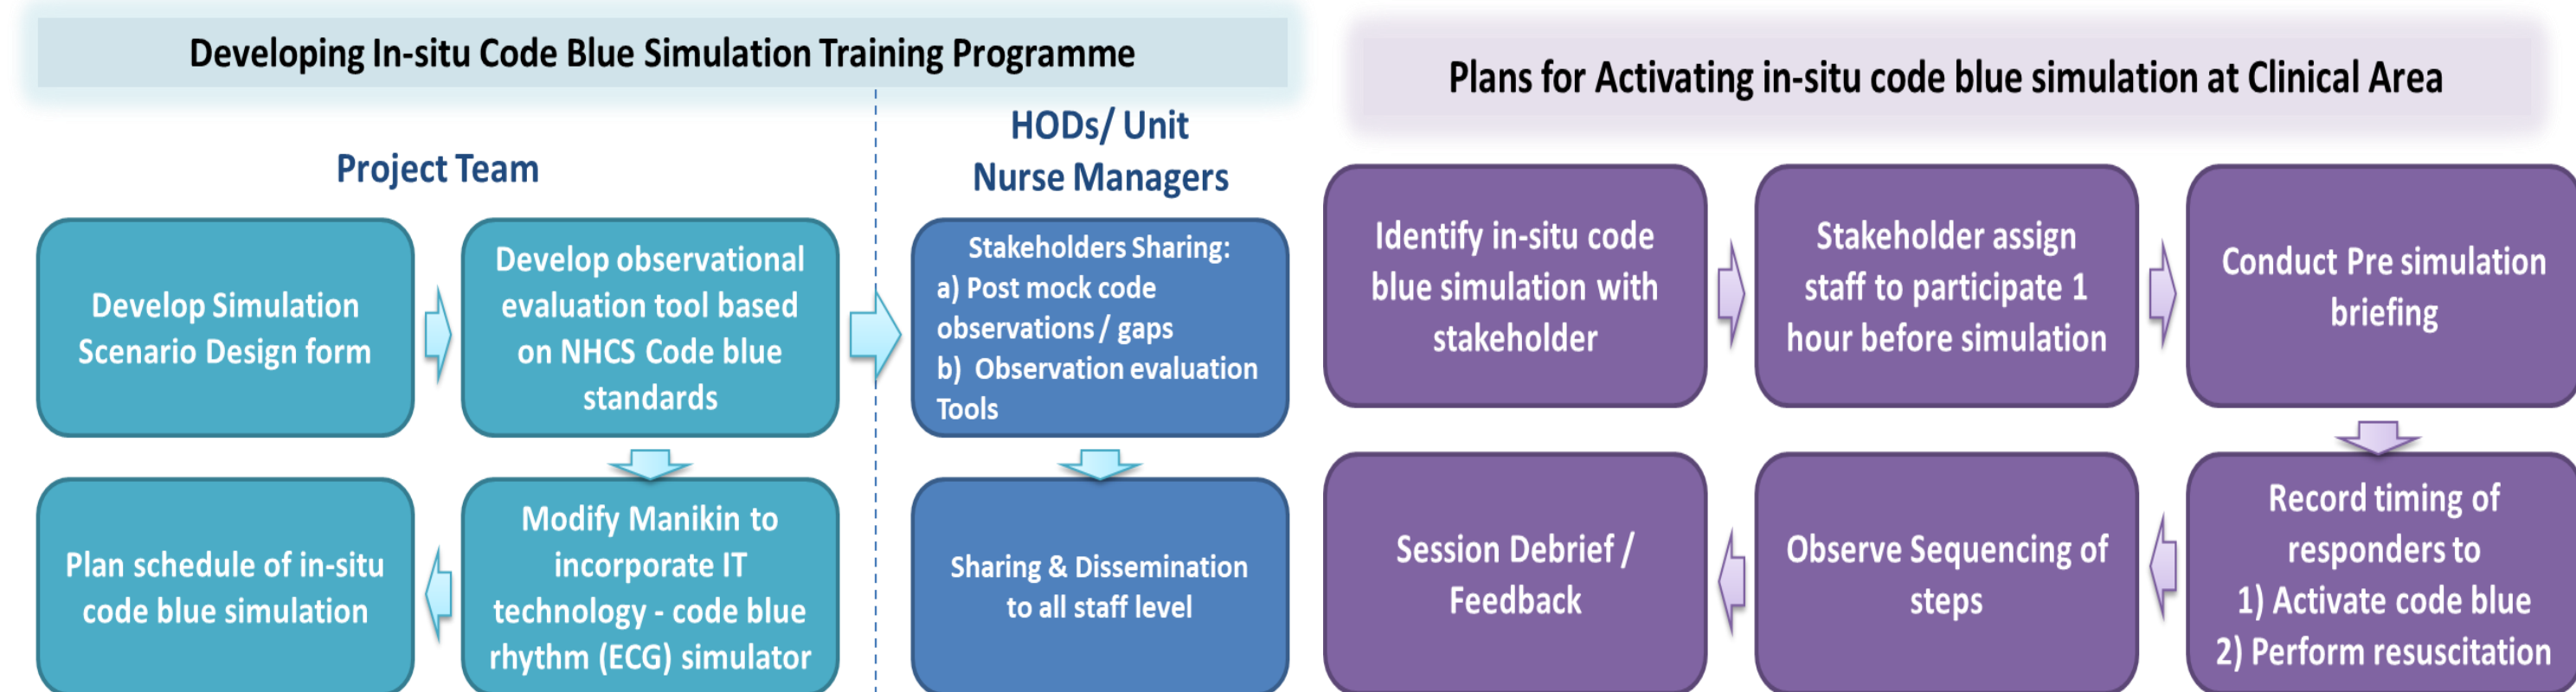 Developing In-situ Code Blue Simulation Training Programme
Project Team
Develop Simulation
Scenario Design form
Develop observational
evaluation tool based
on NHCS Code blue
standards
Modify Manikin to
incorporate IT
technology - code blue
rhythm (ECG) simulator
Plan schedule of in-situ
code blue simulation
HODs/ Unit
Nurse Managers
Stakeholders Sharing:
a) Post mock code
observations / gaps
b) Observation evaluation
Tools
Sharing & Dissemination
to all staff level
Plans for Activating in-situ code blue simulation at Clinical Area
Identify in-situ code
blue simulation with
stakeholder
Stakeholder assign
staff to participate 1
hour before simulation
Conduct Pre simulation
briefing
Record timing of
responders to
1) Activate code blue
2) Perform resuscitation
Observe Sequencing of
steps
Session Debrief /
Feedback